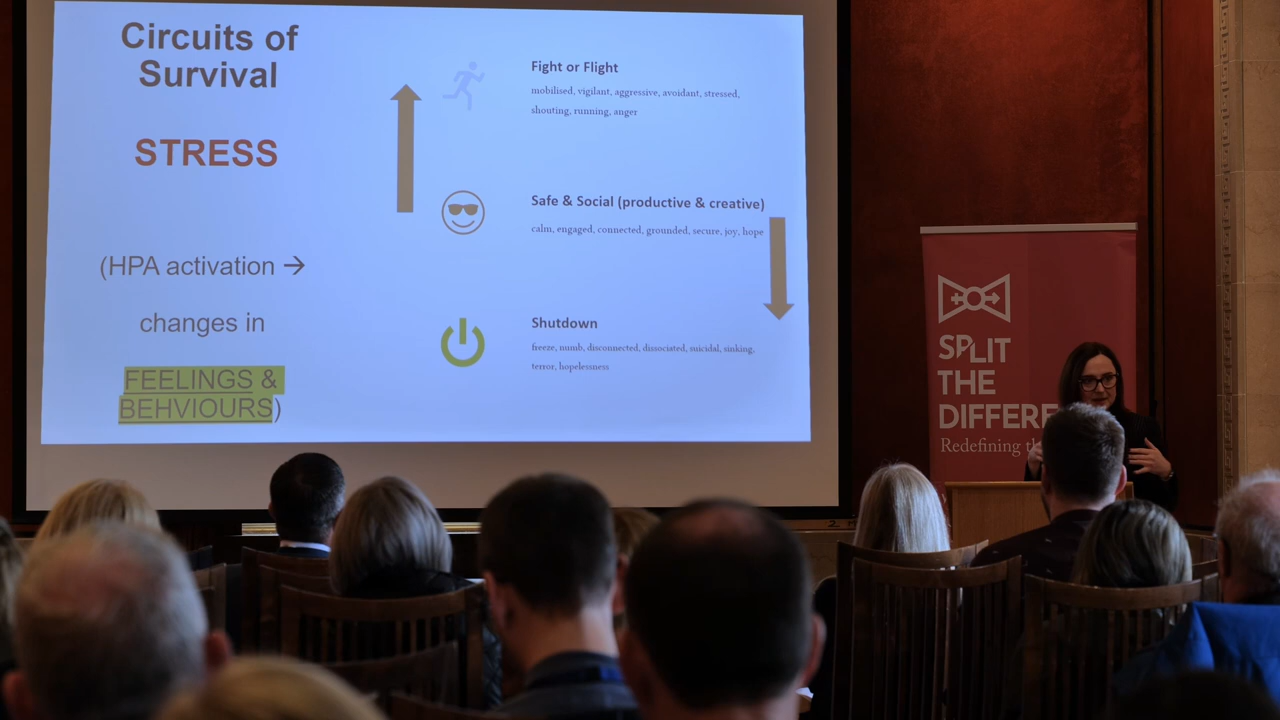 Circuits of
Survival
STRESS
(HPA activation →
changes in
FEELINGS &
BEHVIOURS)
Fight or Flight
mobilised, vigilant, aggressive, avoidant, stressed,
shouting, running, anger
Safe & Social (productive & creative)
calm, engaged, connected, grounded, secure, joy, hope
Shutdown
freeze, numb, disconnected, dissociated, suicidal, sinking,
terror, hopelessness
SPLIT
THE
DIFFERE
Redefining t